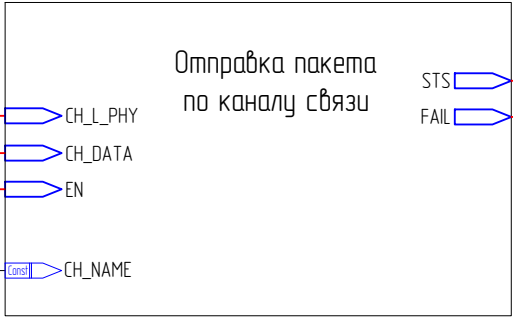 Отправка пакета
по каналу связи
STS
FAIL
CH_L_PHY
CH_DATA
EN
Const
CH_NAME